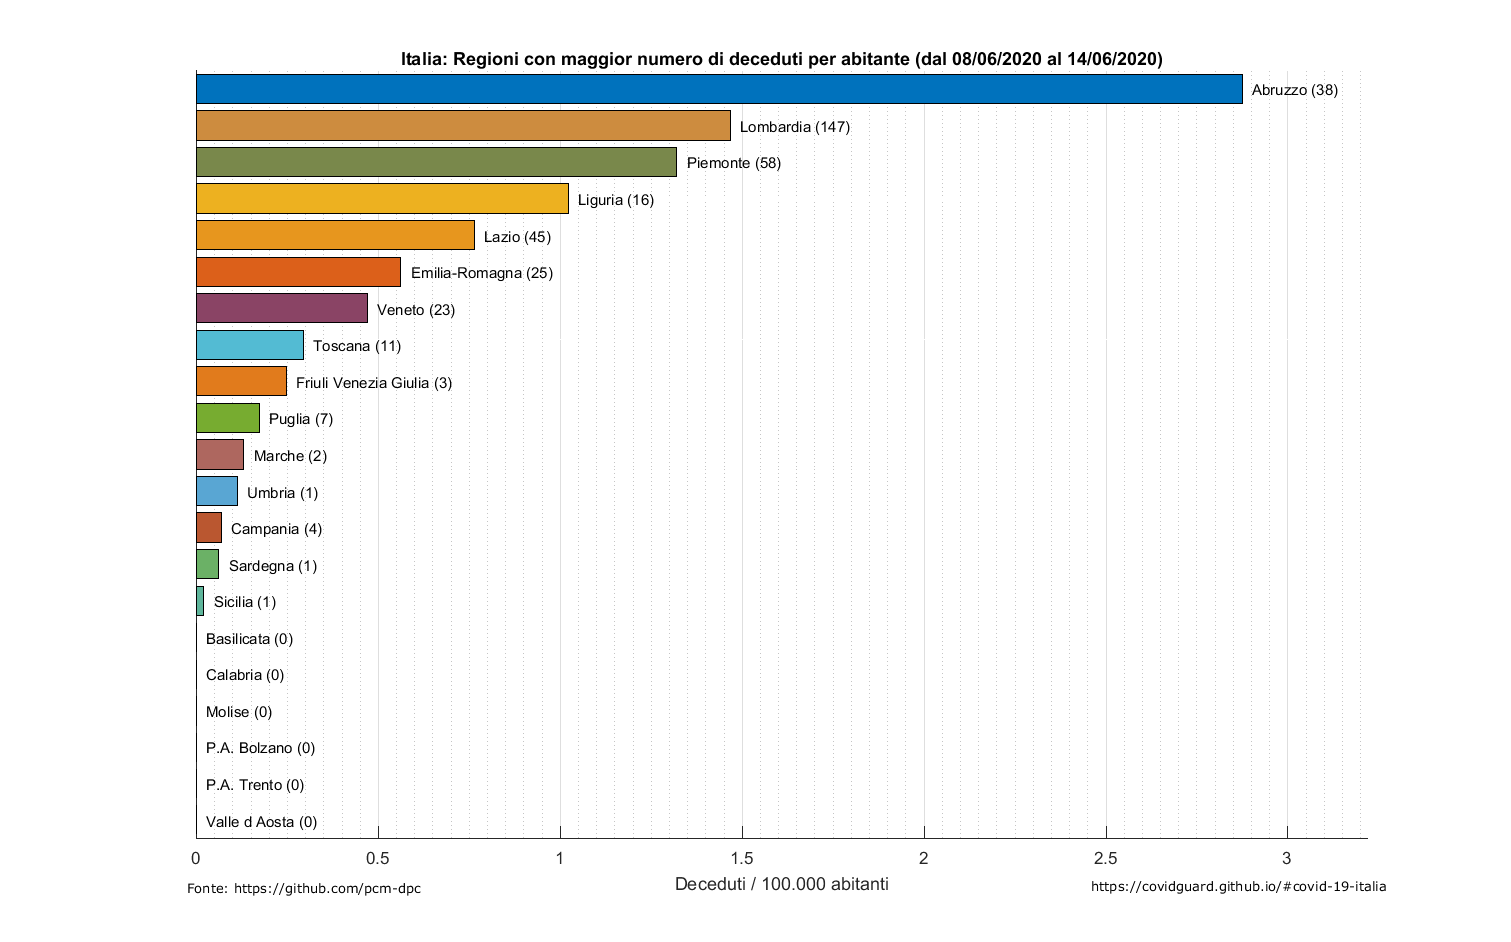 Italia: Regioni con maggior numero di deceduti per abitante (dal 08/06/2020 al 14/06/2020)
Abruzzo (38)
Lombardia (147)
Piemonte (58)
Liguria (16)
Lazio (45)
Emilia-Romagna (25)
Veneto (23)
Toscana (11)
Friuli Venezia Giulia (3)
Puglia (7)
Marche (2)
Umbria (1)
Campania (4)
Sardegna (1)
Sicilia (1)
Basilicata (0)
Calabria (0)
Molise (0)
P.A. Bolzano (0)
P.A. Trento (0)
Valle d Aosta (0)
0 0.5 1 1.5 2 2.5 3
Deceduti / 100.000 abitanti
Fonte: https://github.com/pcm-dpc
https://covidguard.github.io/#covid-19-italia